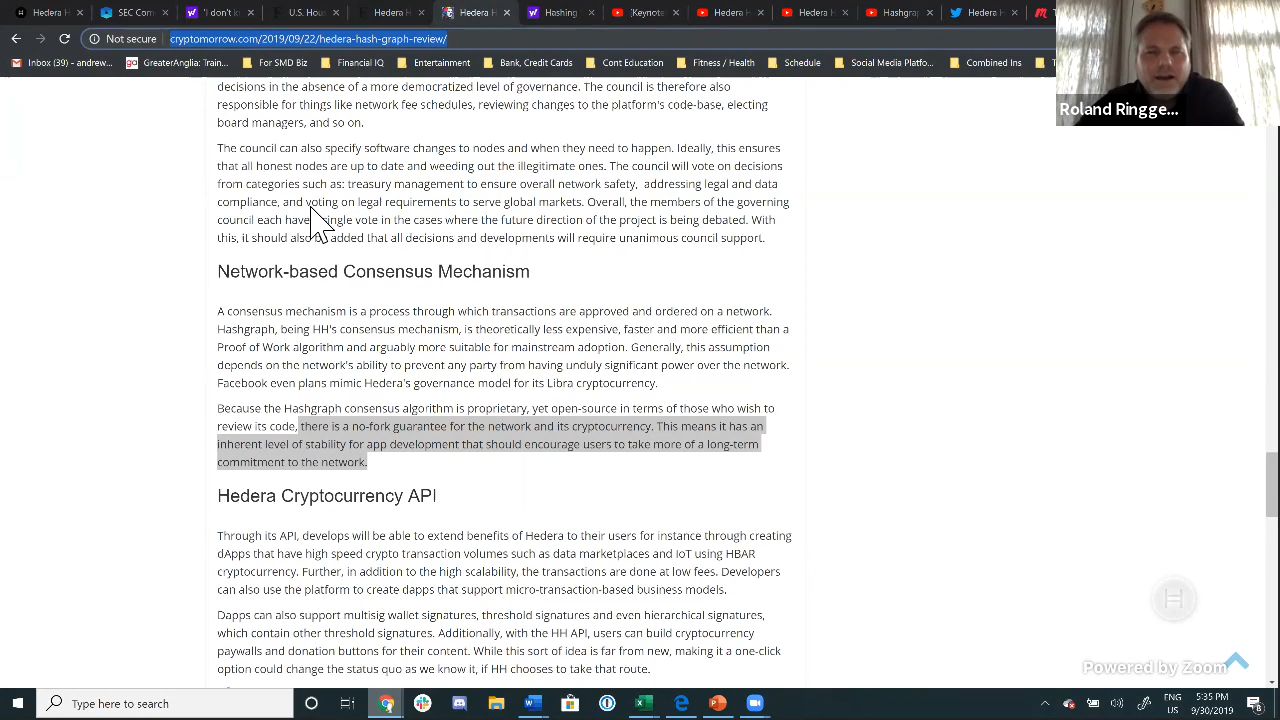 Hedera H
SEC Com
'I don't
U.S. Hou
Hedera H
Hedera H
Hashing
[Keynote
Hedera H
Hedera H
Hashgra
Hedera H
Not secure
cryptomorrow.com/2019/09/22/hedera-hash-graph-review/
Inbox (39) - andrew...
GreaterAnglia: Train...
For SMD Biz
Financial IQ
Entertainment
Bank, Credit Cards
Cont Education
Fitness / Health
Schedule
Social Media Platfo...
Combined Ins
Roland Ringge...
decisions in the absence of a more democratized level of governance. The council is therefore also
responsible for things like network fee schedules, reviewing changes to the platform's code-base, electing
board managers, and so on.
The council can also specify software changes to nodes and when they need to happen. Ideally, this ensures
that all honest nodes are up to date and weeding out the illegitimate ones. The council will vote on decisions
from categories such as: treasury management to ensure overall network safety, addressing legal and data
compliance, and voting on legal requirements to serve global markets. Overall, the members of the governing
council each have single vote in the cases where the future direction of the project is being debated. With
this, it should also added that all decisions and developments will require unanimous council support.
Network-based Consensus Mechanism
A consensus mechanism is a process through which transactions are approved and ordered on a network.
Hashgraph, being HH's consensus mechanism, is theoretically less expensive, faster and more efficient than a
Proof of Work algorithm and arguably more suitable for mainstream adoption. Generally, this assumption
depends on the network's ability to prevent any party from having unduly significant power over the network.
Facebook even plans mimic Hedera's governance model for its Libra cryptocurrency.
Because the Hashgraph consensus algorithm is proprietary, yet open-source in terms of those who wish to
review its code, there is a no-fork guarantee for the network and its cryptocurrency. This means it has an
inherent level of stability for app development that should encourage users to take more of a long-term
commitment to the network.
Hedera Cryptocurrency API
Through its API, develops will be able to extend benefits of Hedera to their users for instance through creating
dApps that have high speed crypto transaction volumes such as data marketplaces and IoT using HBAR
cryptocurrency. Further, in addition to the high scalability, the transactions are done at low fees. Developers
can also use the platform to create dapps that support micro-transaction-based business models.
Dapps can also support multisig wallet signatures, threshold signatures and even hierarchical signatures,
which contain other threshold signatures. Additionally, with the HH API, users can build cryptocurrency
paywalls and donation buttons for their content. While this sort of idea is far from new, making it a one-click
option could change the status quo as we know it, if HH chooses to take that route.
Powered by Zoom
Type here to search
ENG
US
5:35 PM
9/30/2019